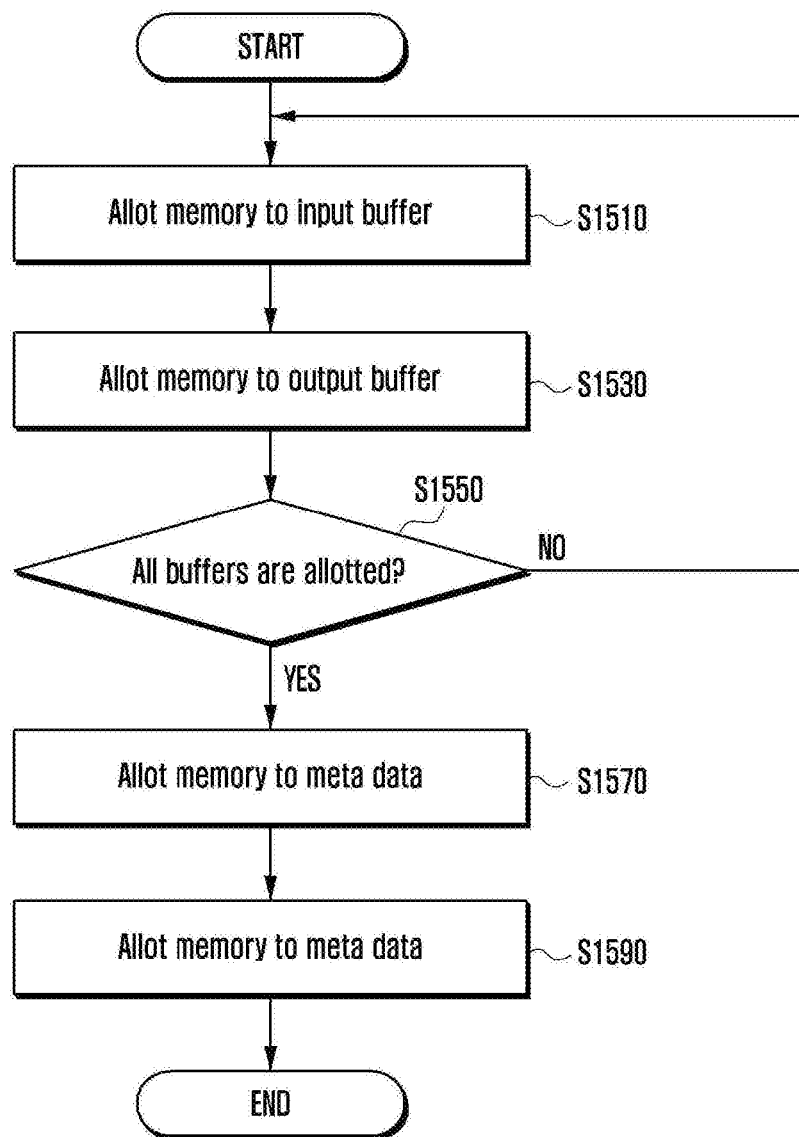 START
Allot memory to input buffer
S1510
Allot memory to output buffer
S1530
S1550
All buffers are allotted?
NO
YES
Allot memory to meta data
S1570
Allot memory to meta data
S1590
END